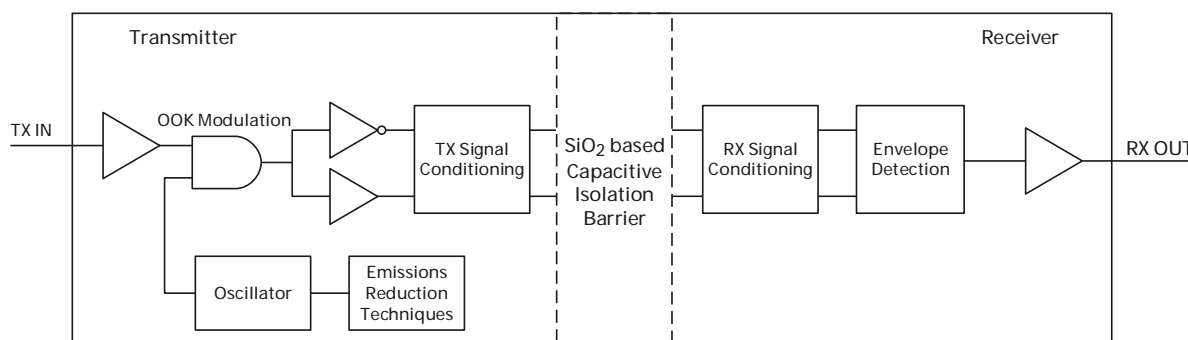 Transmitter
Receiver
OOK Modulation
TX IN
TX Signal
Conditioning
SiO₂ based
Capacitive
Isolation
Barrier
RX Signal
Conditioning
Envelope
Detection
RX OUT
Oscillator
Emissions
Reduction
Techniques